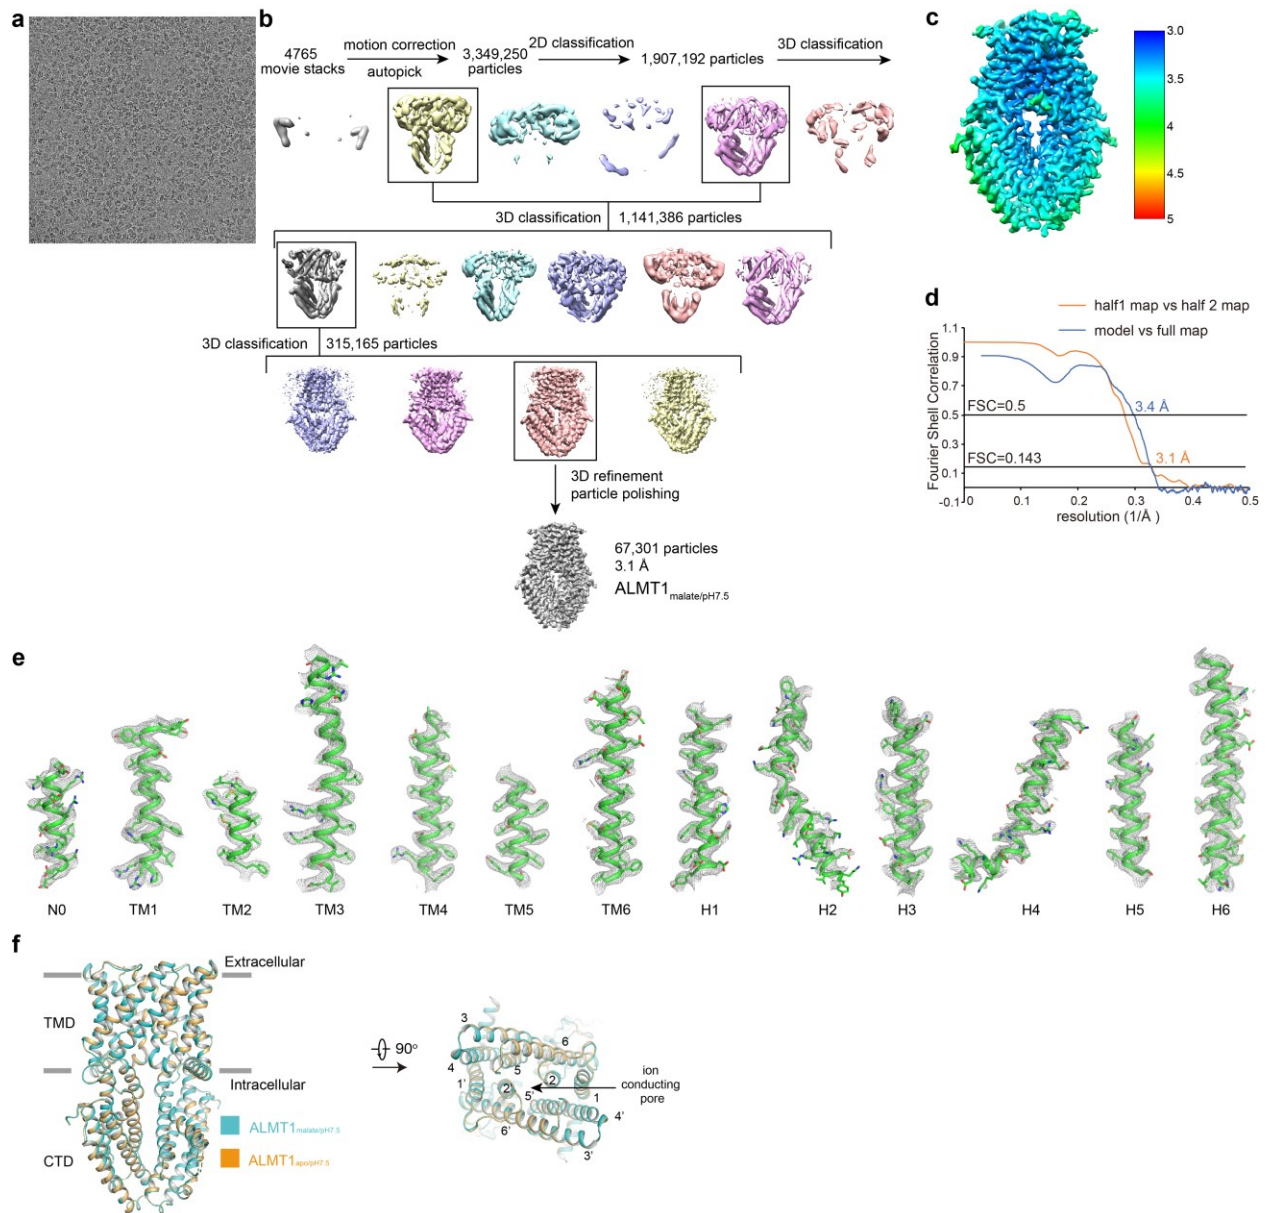 a
b
4765
movie stacks
motion correction
autopick
3,349,250
particles
2D classification
1,907,192 particles
3D classification
3D classification
1,141,386 particles
3D classification
315,165 particles
3D refinement
particle polishing
67,301 particles
3.1 Å
ALMT1malate/pH7.5
c
3.0
3.5
4
4.5
5
d
half1 map vs half 2 map
model vs full map
Fourier Shell Correlation
1.1
0.9
0.7
0.5
0.3
0.1
-0.1
FSC=0.5
3.4 Å
FSC=0.143
3.1 Å
0
0.1
0.2
0.3
0.4
0.5
resolution (1/Å )
e
N0
TM1
TM2
TM3
TM4
TM5
TM6
H1
H2
H3
H4
H5
H6
f
Extracellular
TMD
Intracellular
CTD
ALMT1malate/pH7.5
ALMT1apo/pH7.5
90°
3
6
4
5
1'
2'
2
5'
1
6'
4'
3'
ion
conducting
pore